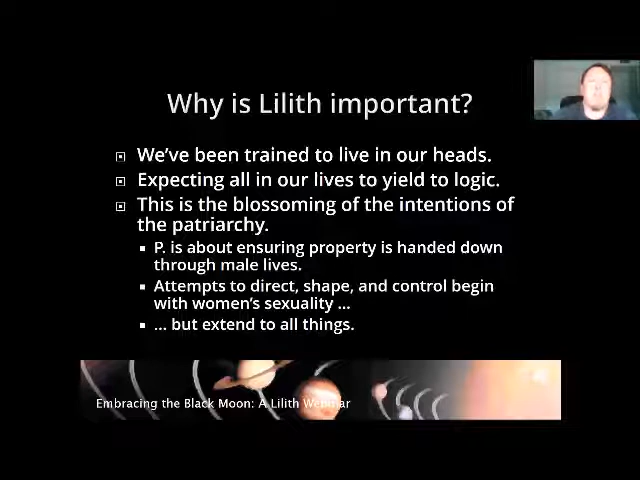 Why is Lilith important?
We've been trained to live in our heads.
Expecting all in our lives to yield to logic.
This is the blossoming of the intentions of
the patriarchy.
P. is about ensuring property is handed down
through male lives.
Attempts to direct, shape, and control begin
with women's sexuality ...
... but extend to all things.
Embracing the Black Moon: A Lilith Webinar